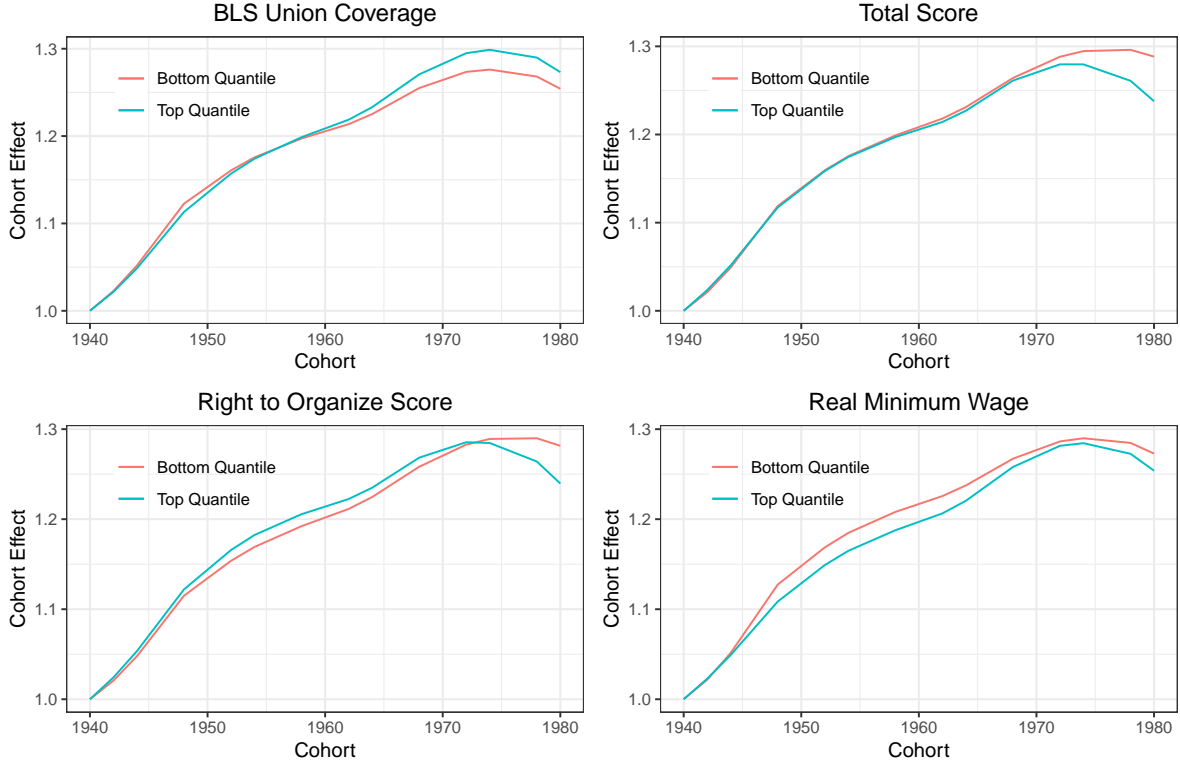 BLS Union Coverage
Cohort Effect
1.3
1.2
1.1
1.0
Bottom Quantile
Top Quantile
1940 1950 1960 1970 1980
Cohort
Total Score
Cohort Effect
1.3
1.2
1.1
1.0
Bottom Quantile
Top Quantile
1940 1950 1960 1970 1980
Cohort
Right to Organize Score
Cohort Effect
1.3
1.2
1.1
1.0
Bottom Quantile
Top Quantile
1940 1950 1960 1970 1980
Cohort
Real Minimum Wage
Cohort Effect
1.3
1.2
1.1
1.0
Bottom Quantile
Top Quantile
1940 1950 1960 1970 1980
Cohort